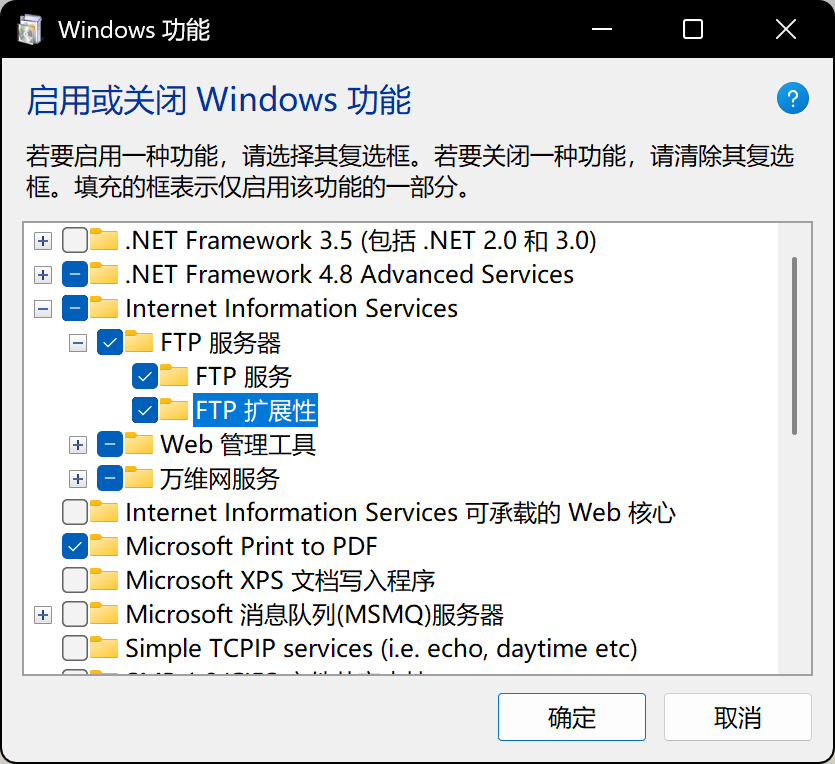 Windows 功能
启用或关闭 Windows 功能
?
若要启用一种功能，请选择其复选框。若要关闭一种功能，请清除其复选
框。填充的框表示仅启用该功能的一部分。
.NET Framework 3.5 (包括 .NET 2.0 和 3.0)
.NET Framework 4.8 Advanced Services
Internet Information Services
FTP 服务器
FTP 服务
FTP 扩展性
Web 管理工具
万维网服务
Internet Information Services 可承载的 Web 核心
Microsoft Print to PDF
Microsoft XPS 文档写入程序
Microsoft 消息队列(MSMQ)服务器
Simple TCPIP services (i.e. echo, daytime etc)
确定
取消